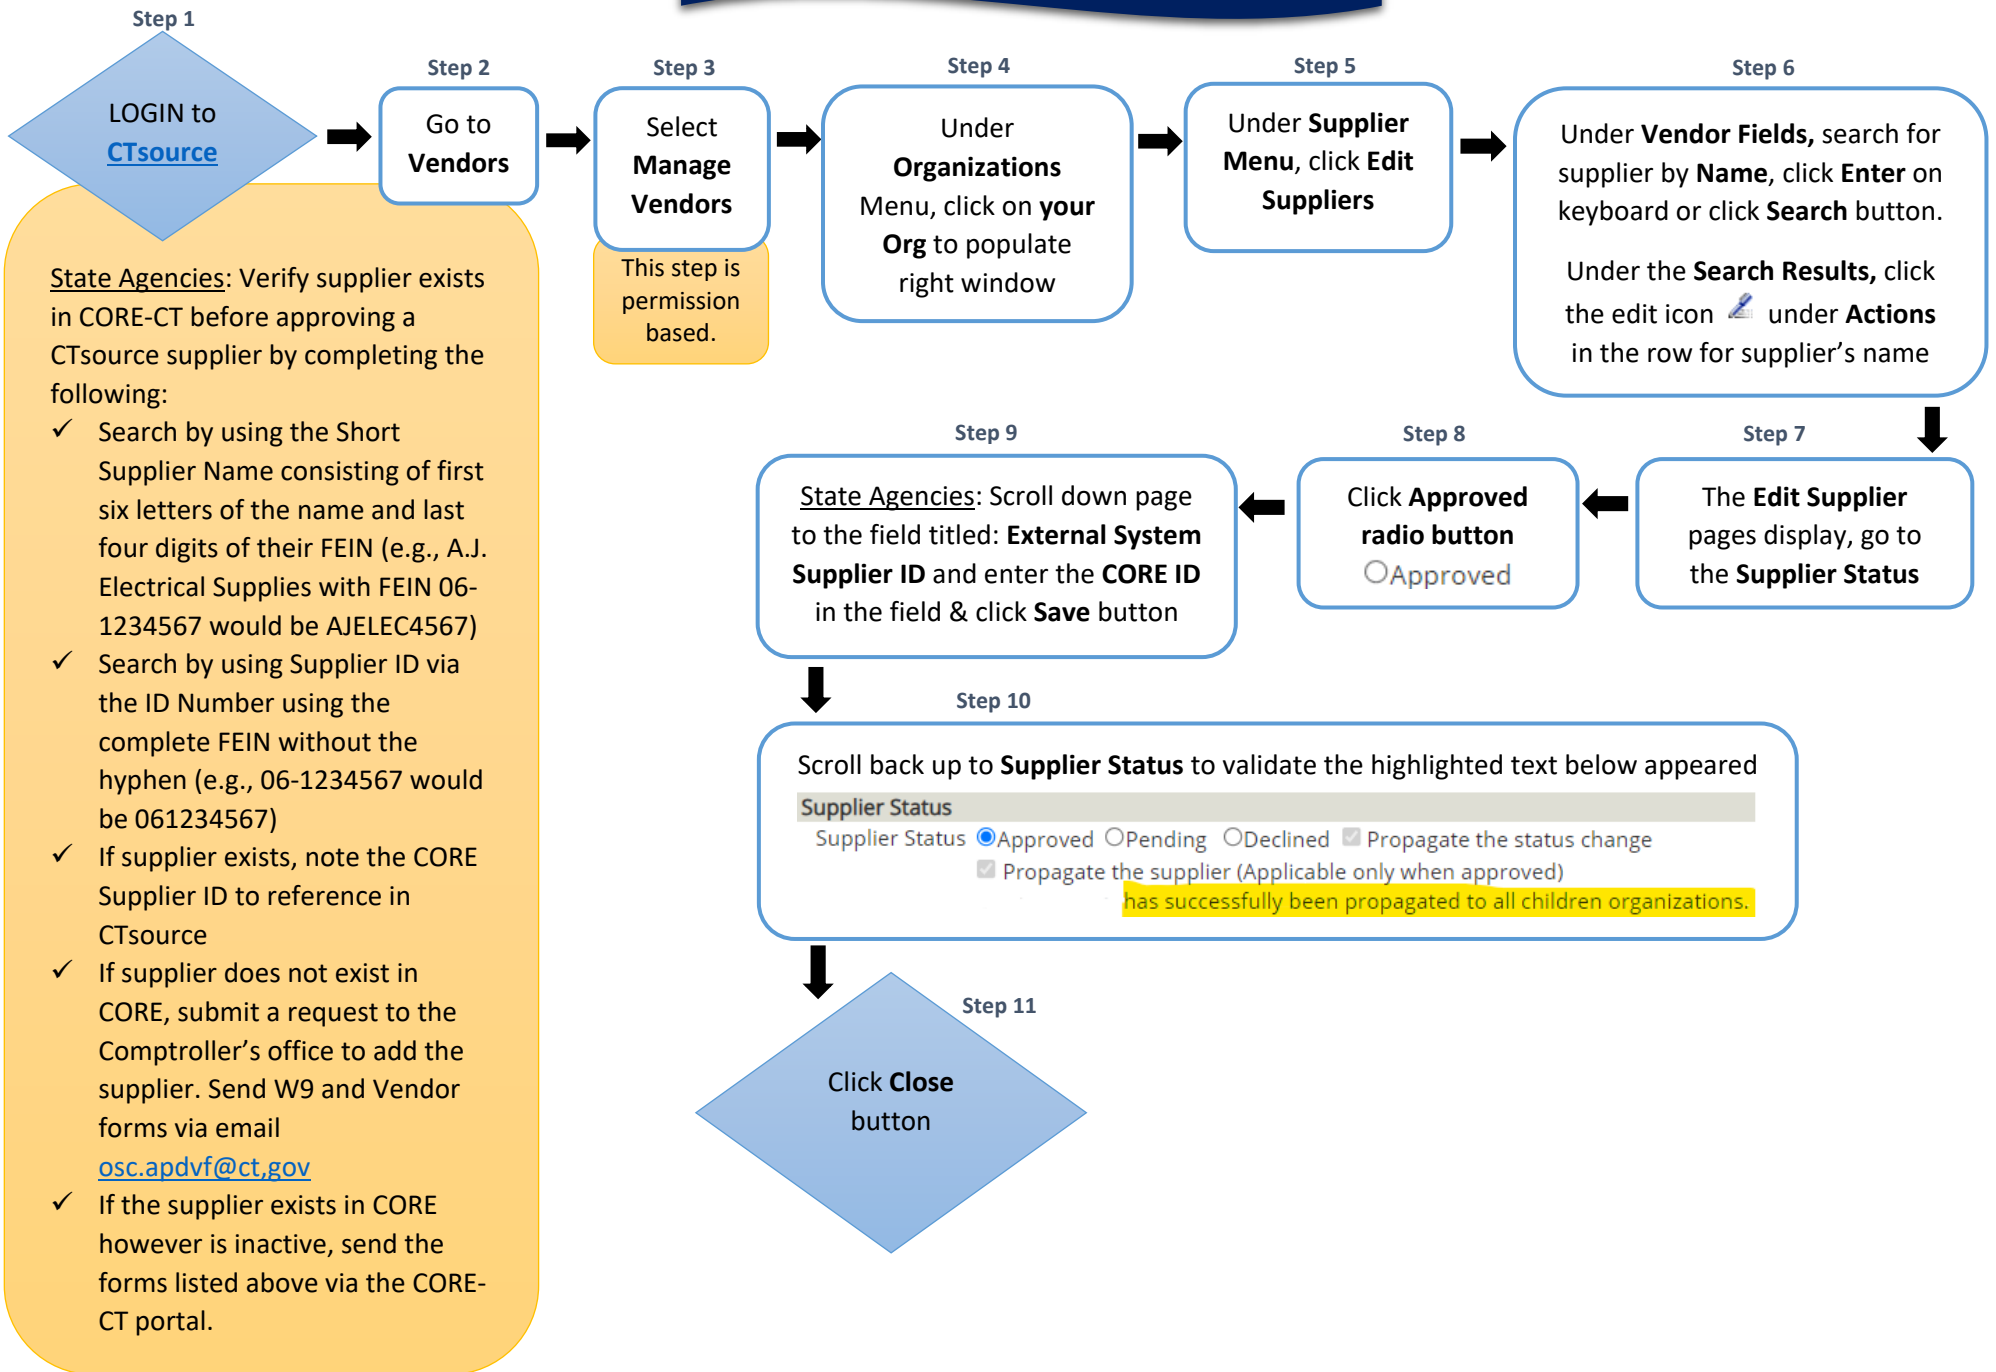 Step 1
LOGIN to
CTsource
State Agencies: Verify supplier exists
in CORE-CT before approving a
CTsource supplier by completing the
following:
✓ Search by using the Short
Supplier Name consisting of first
six letters of the name and last
four digits of their FEIN (e.g., A.J.
Electrical Supplies with FEIN 06-
1234567 would be AJELEC4567)
✓ Search by using Supplier ID via
the ID Number using the
complete FEIN without the
hyphen (e.g., 06-1234567 would
be 061234567)
✓ If supplier exists, note the CORE
Supplier ID to reference in
CTsource
✓ If supplier does not exist in
CORE, submit a request to the
Comptroller’s office to add the
supplier. Send W9 and Vendor
forms via email
osc.apdvf@ct,gov
✓ If the supplier exists in CORE
however is inactive, send the
forms listed above via the CORE-
CT portal.
Step 2
Go to
Vendors
Step 3
Select
Manage
Vendors
This step is
permission
based.
Step 4
Under
Organizations
Menu, click on your
Org to populate
right window
Step 5
Under Supplier
Menu, click Edit
Suppliers
Step 6
Under Vendor Fields, search for
supplier by Name, click Enter on
keyboard or click Search button.
Under the Search Results, click
the edit icon under Actions
in the row for supplier’s name
Step 7
The Edit Supplier
pages display, go to
the Supplier Status
Step 8
Click Approved
radio button
Approved
Step 9
State Agencies: Scroll down page
to the field titled: External System
Supplier ID and enter the CORE ID
in the field & click Save button
Step 10
Scroll back up to Supplier Status to validate the highlighted text below appeared
Supplier Status
Supplier Status Approved Pending Declined Propagate the status change
Propagate the supplier (Applicable only when approved)
has successfully been propagated to all children organizations.
Step 11
Click Close
button